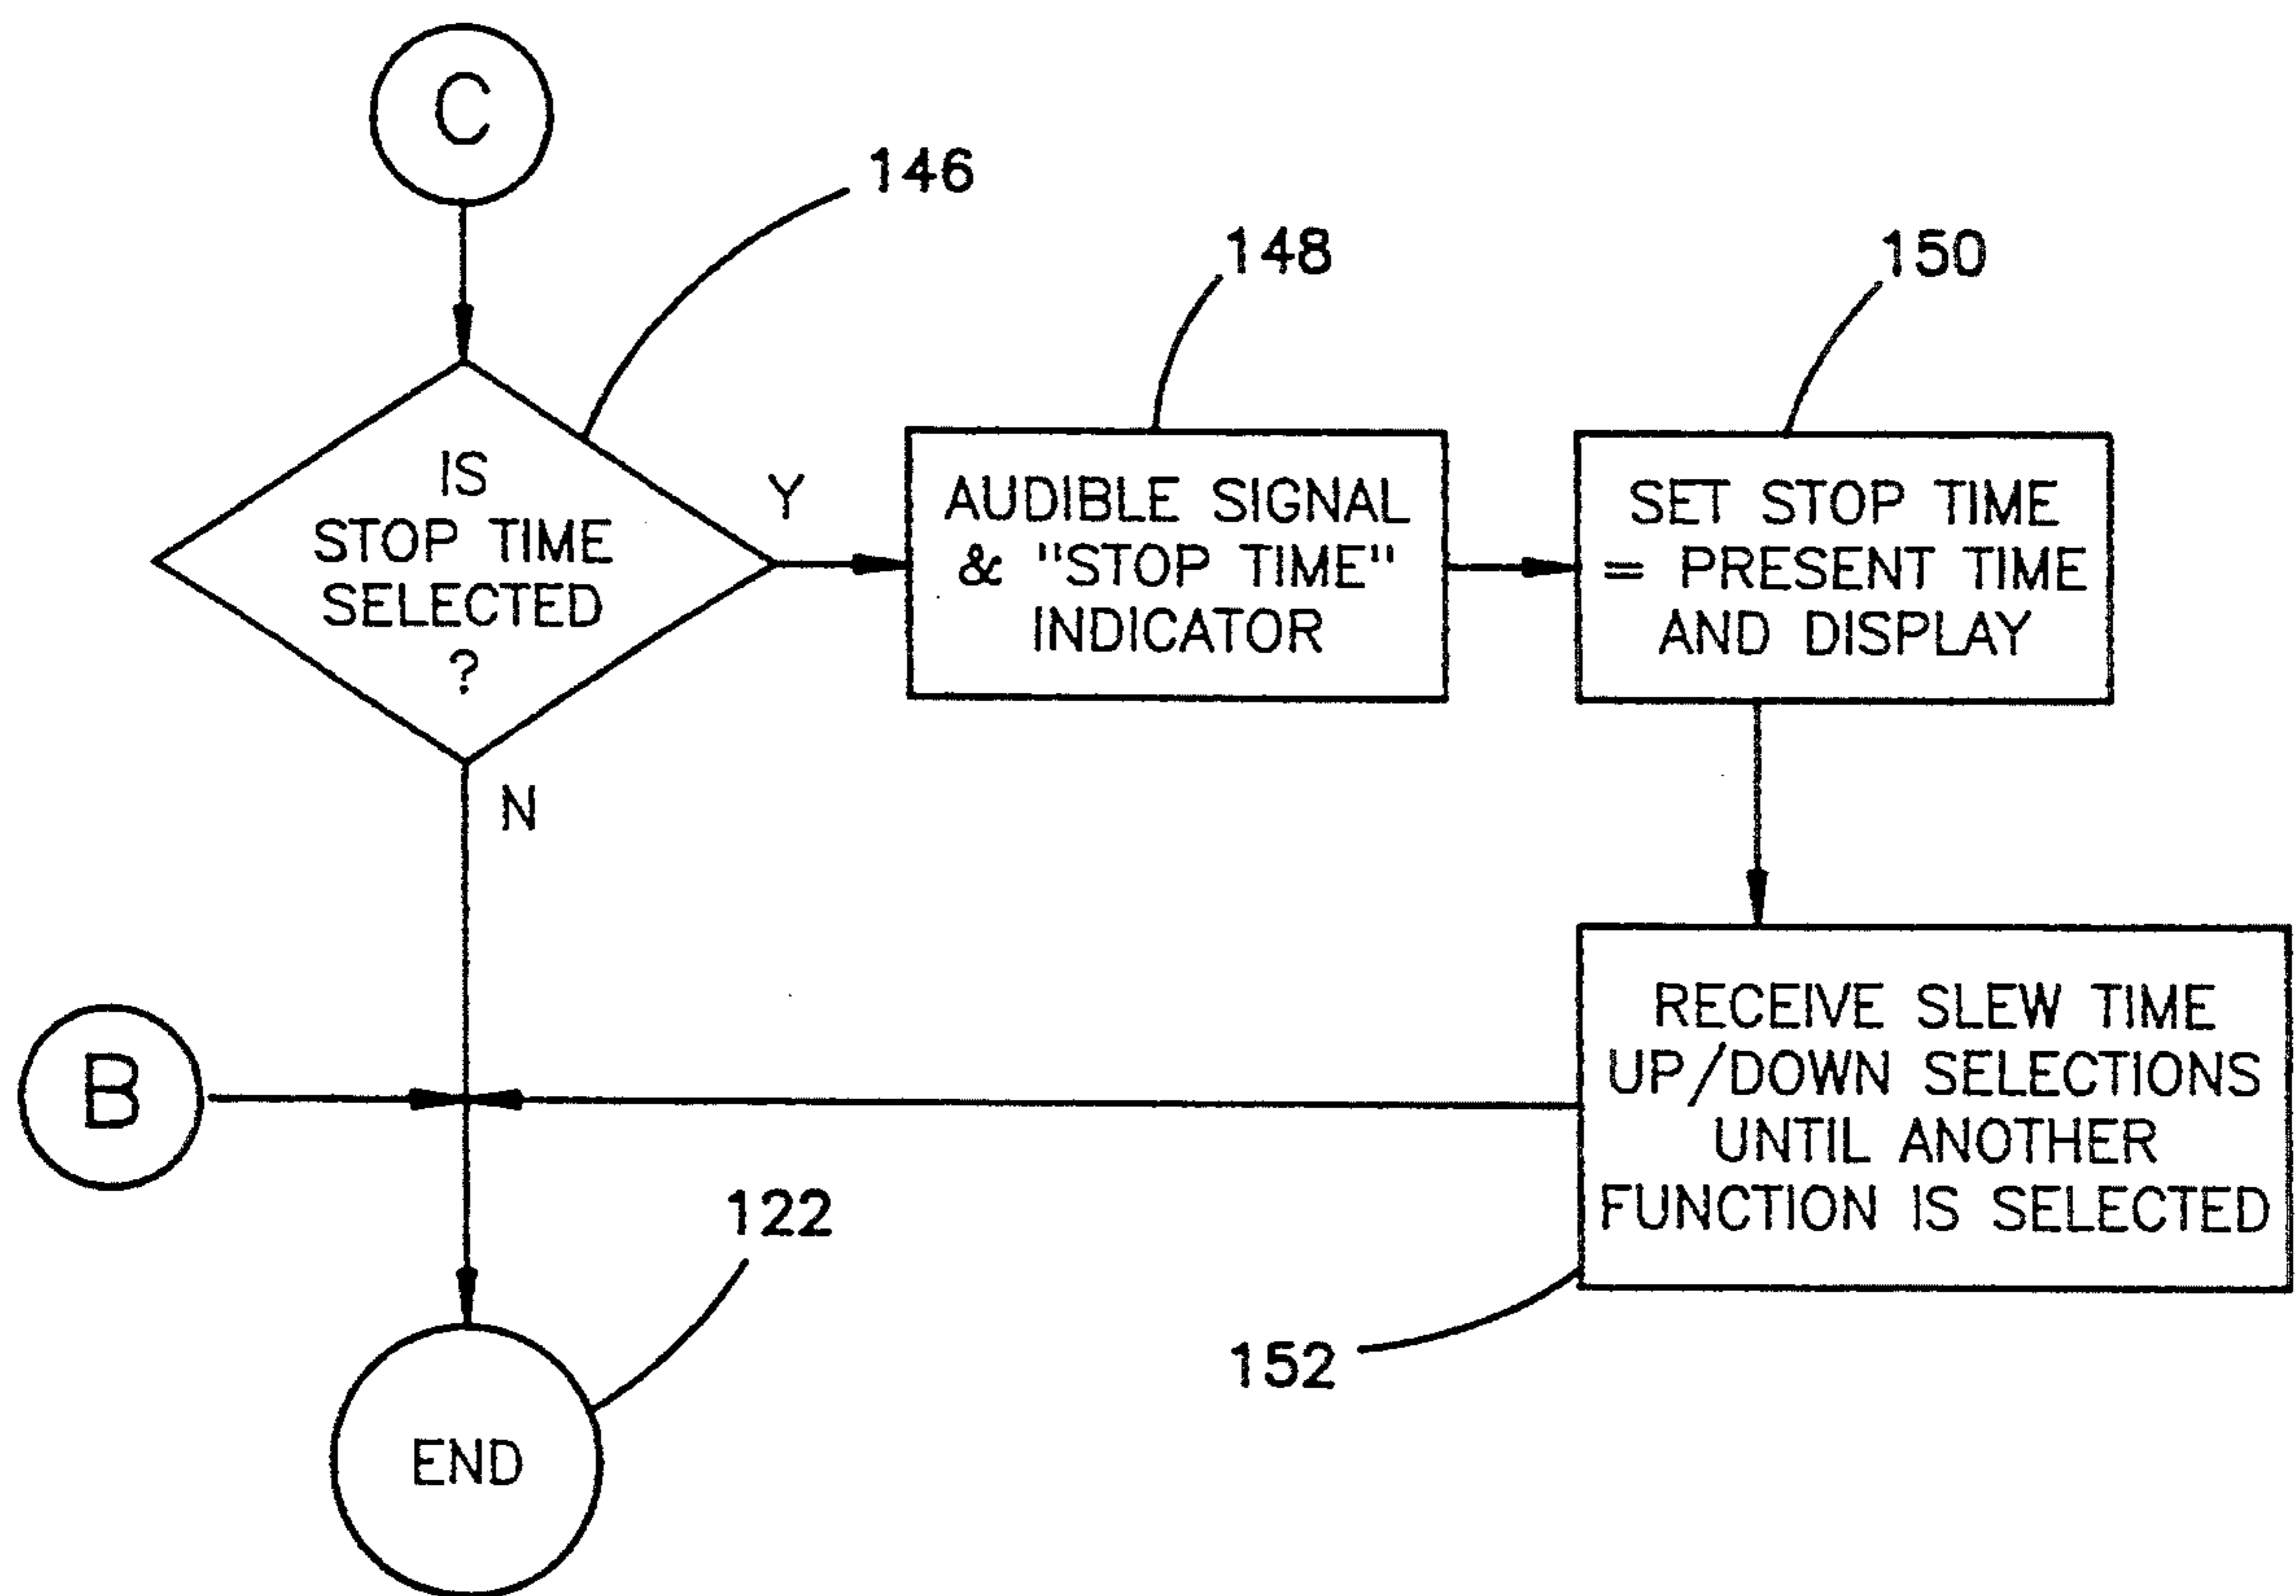 C
146
148
150
IS
STOP TIME
SELECTED
?
Y
AUDIBLE SIGNAL
& "STOP TIME"
INDICATOR
SET STOP TIME
= PRESENT TIME
AND DISPLAY
N
B
RECEIVE SLEW TIME
UP/DOWN SELECTIONS
UNTIL ANOTHER
FUNCTION IS SELECTED
122
152
END